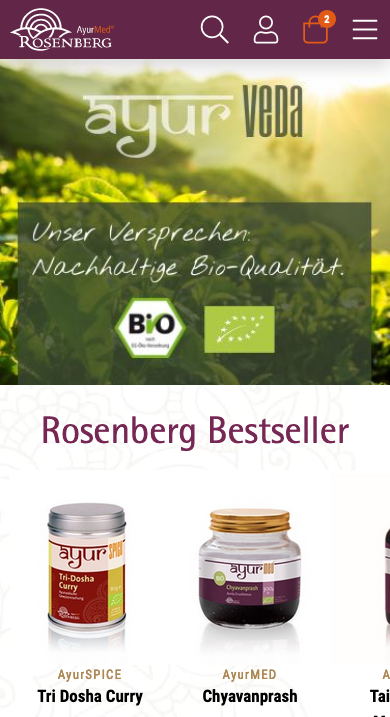 AyurMed®
ROSENBERG
2
ayur VEDA
Unser Versprechen:
Nachhaltige Bio-Qualität.
Bio
nach
EG-Öko-Verordnung
Rosenberg Bestseller
ayur SPICE
Tri-Dosha
Curry
ayur MED
BIO
Chyavanprash
AyurSPICE
Tri Dosha Curry
AyurMED
Chyavanprash
A
Tai